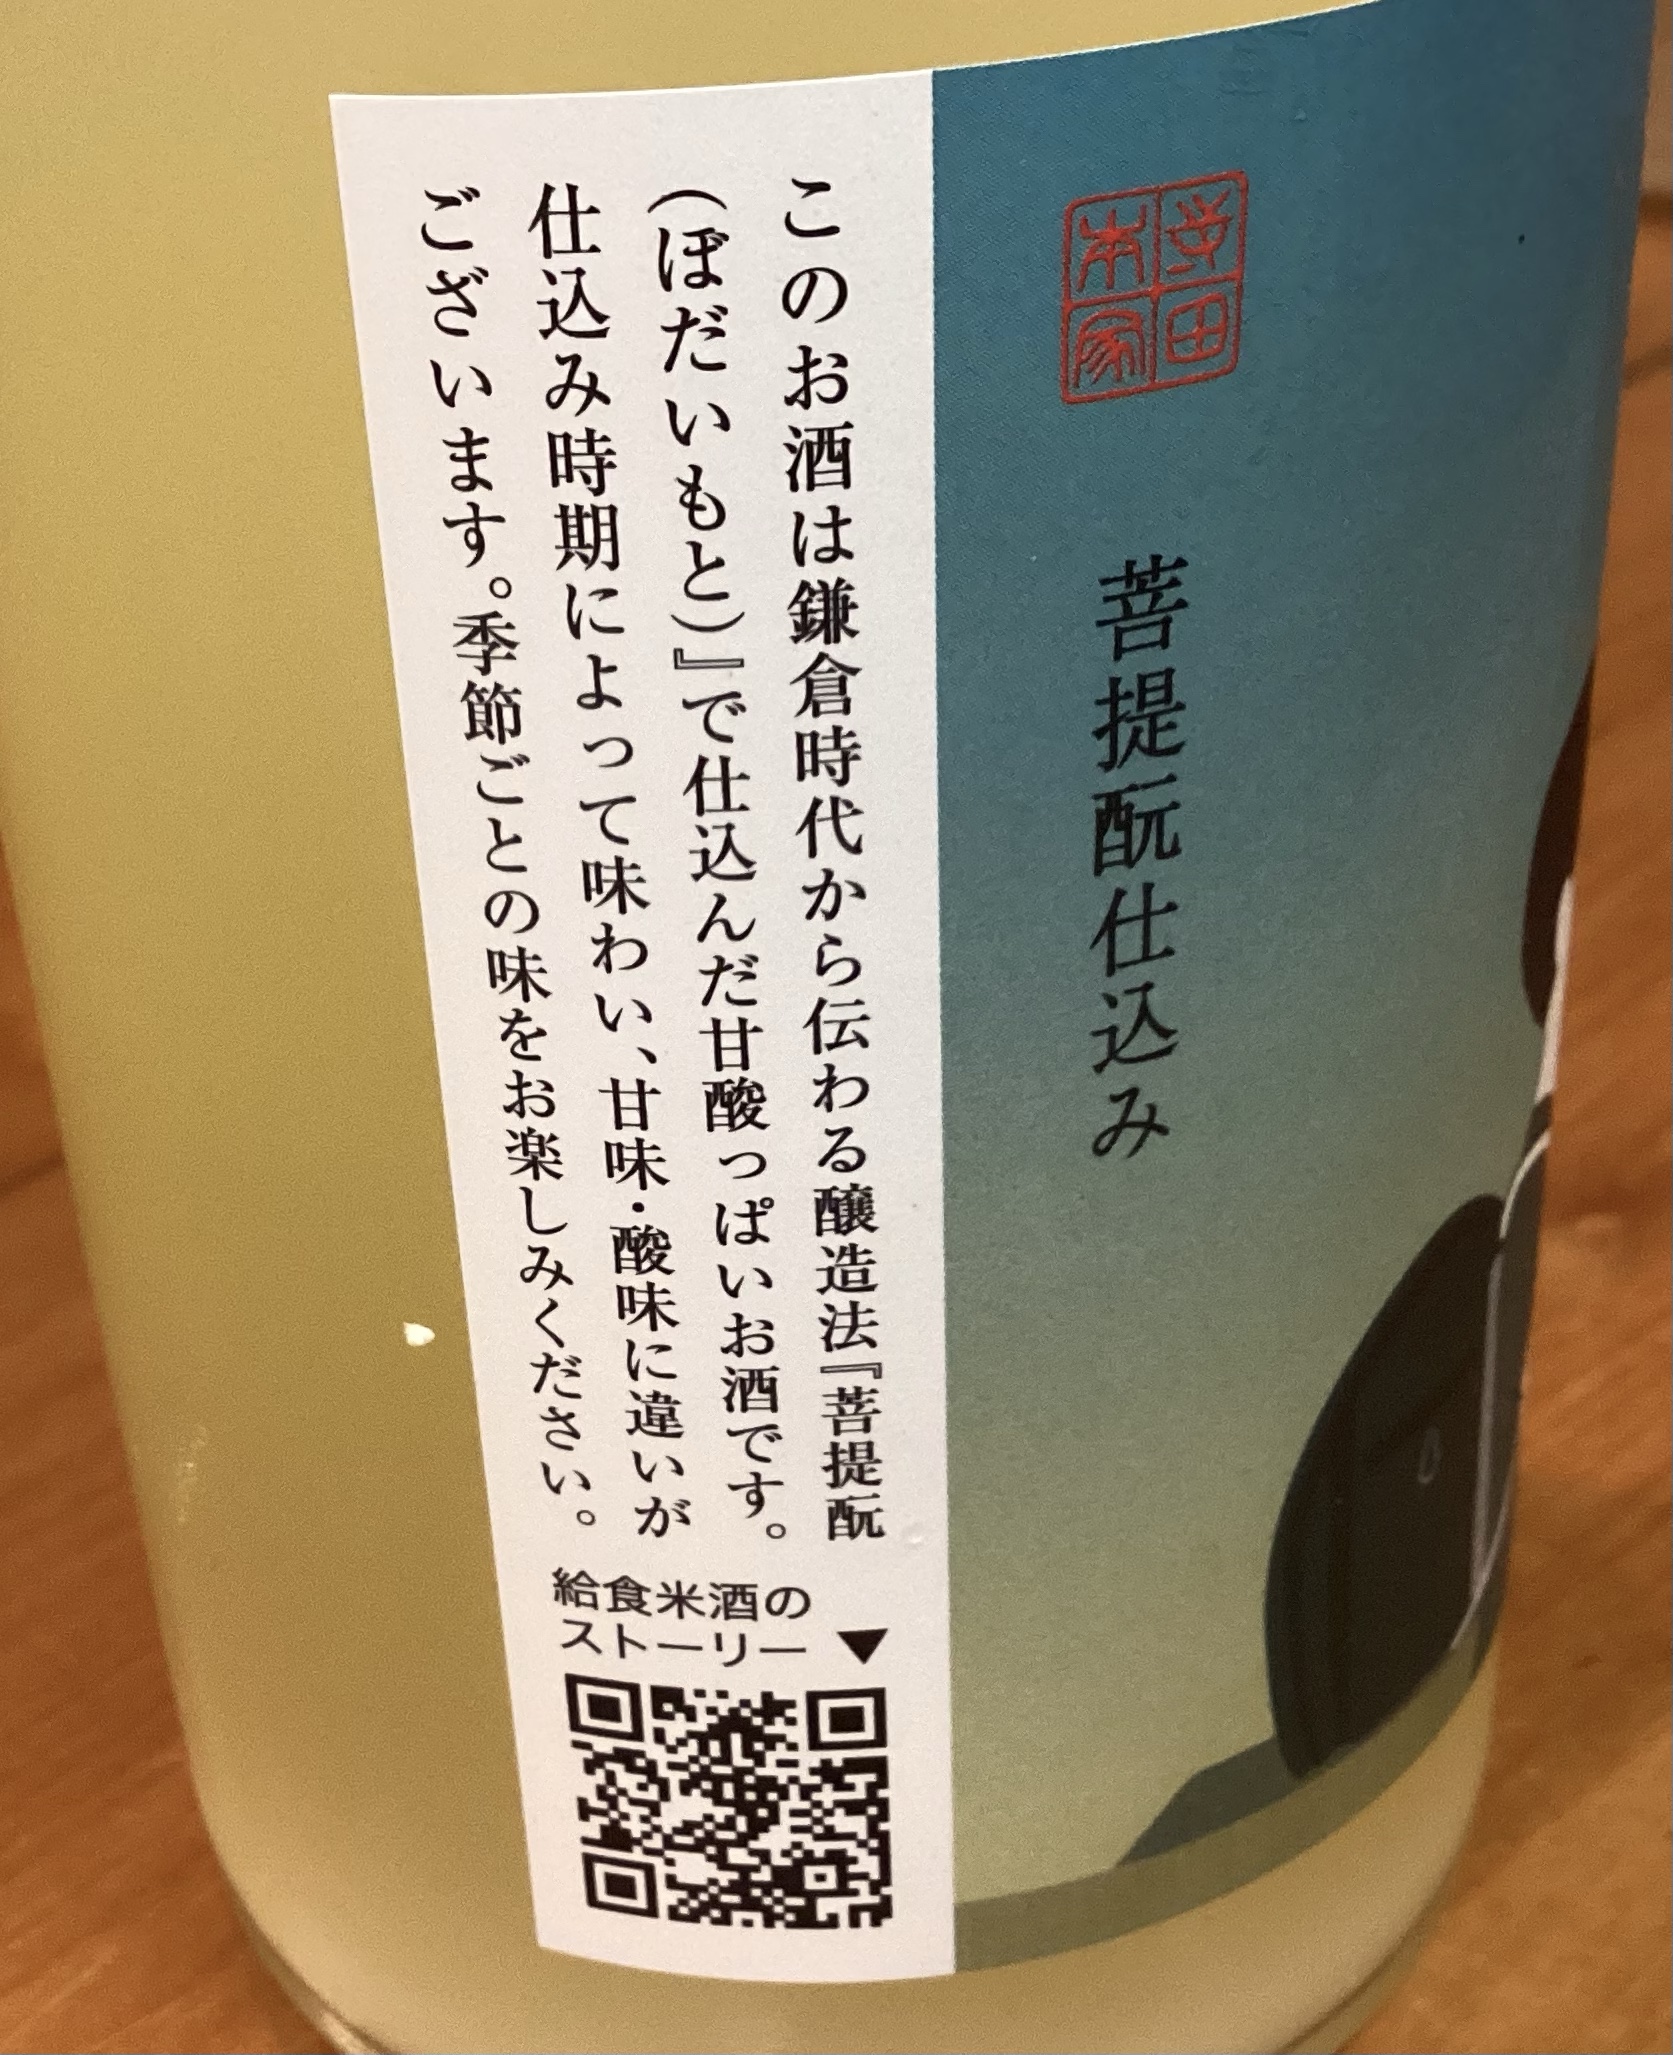 寺田
本家
菩提酛仕込み
このお酒は鎌倉時代から伝わる醸造法『菩提酛
(ぼだいもと)』で仕込んだ甘酸っぱいお酒です。
仕込み時期によって味わい、甘味・酸味に違いが
ございます。季節ごとの味をお楽しみください。
給食米酒の
ストーリー ▼